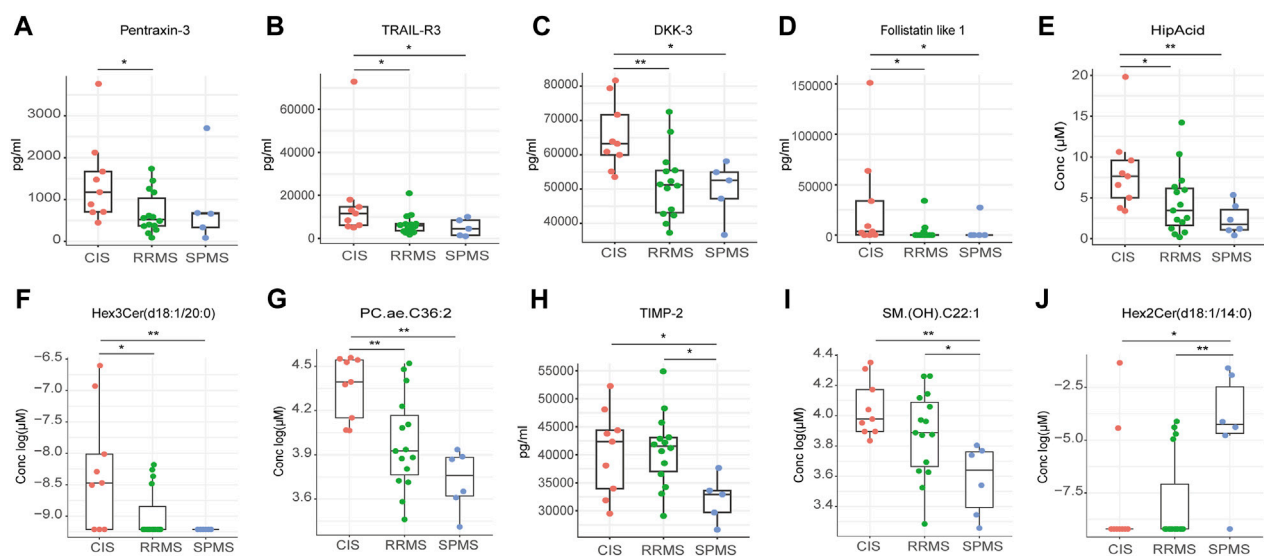 A
Pentraxin-3
*
pg/ml
3000
2000
1000
0
CIS RRMS SPMS
B
TRAIL-R3
*
*
pg/ml
60000
40000
20000
0
CIS RRMS SPMS
C
DKK-3
*
**
pg/ml
80000
70000
60000
50000
40000
CIS RRMS SPMS
D
Follistatin like 1
*
*
pg/ml
150000
100000
50000
0
CIS RRMS SPMS
E
HipAcid
**
*
Conc (µM)
20
15
10
5
0
CIS RRMS SPMS
F
Hex3Cer(d18:1/20:0)
**
*
Conc log(µM)
−6.5
−7.0
−7.5
−8.0
−8.5
−9.0
CIS RRMS SPMS
G
PC.ae.C36:2
**
**
Conc log(µM)
4.5
4.2
3.9
3.6
CIS RRMS SPMS
H
TIMP-2
*
*
pg/ml
55000
50000
45000
40000
35000
30000
CIS RRMS SPMS
I
SM.(OH).C22:1
**
*
Conc log(µM)
4.4
4.2
4.0
3.8
3.6
3.4
CIS RRMS SPMS
J
Hex2Cer(d18:1/14:0)
*
**
Conc log(µM)
−2.5
−5.0
−7.5
CIS RRMS SPMS